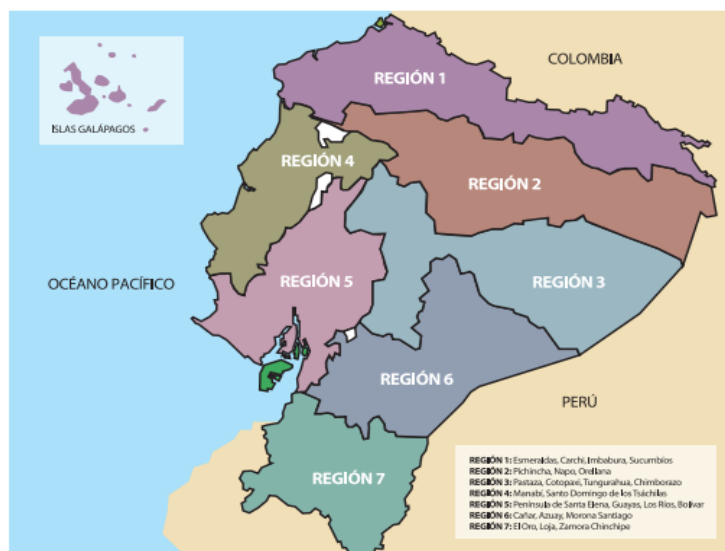 COLOMBIA
REGIÓN 1
ISLAS GALÁPAGOS
REGIÓN 4
REGIÓN 2
OCÉANO PACÍFICO
REGIÓN 5
REGIÓN 3
REGIÓN 6
PERÚ
REGIÓN 7
REGIÓN 1: Esmeraldas, Carchi, Imbabura, Sucumbíos
REGIÓN 2: Pichincha, Napo, Orellana
REGIÓN 3: Pastaza, Cotopaxi, Tungurahua, Chimborazo
REGIÓN 4: Manabí, Santo Domingo de los Tsáchilas
REGIÓN 5: Península de Santa Elena, Guayas, Los Ríos, Bolívar
REGIÓN 6: Cañar, Azuay, Morona Santiago
REGIÓN 7: El Oro, Loja, Zamora Chinchipe